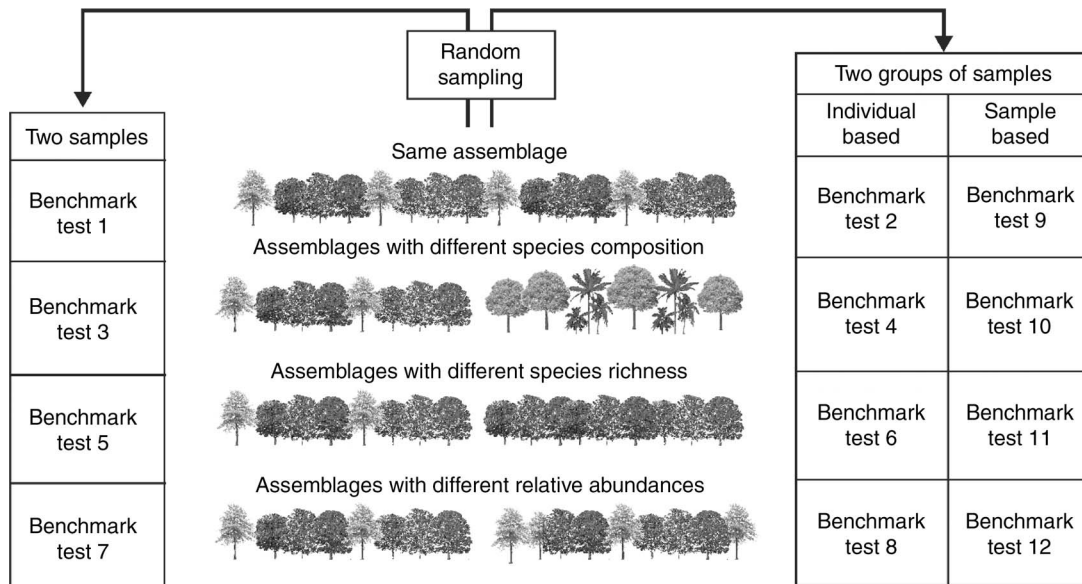 Random
sampling
Two samples
Benchmark
test 1
Benchmark
test 3
Benchmark
test 5
Benchmark
test 7
Same assemblage
Assemblages with different species composition
Assemblages with different species richness
Assemblages with different relative abundances
Two groups of samples
Individual
based
Sample
based
Benchmark
test 2
Benchmark
test 9
Benchmark
test 4
Benchmark
test 10
Benchmark
test 6
Benchmark
test 11
Benchmark
test 8
Benchmark
test 12